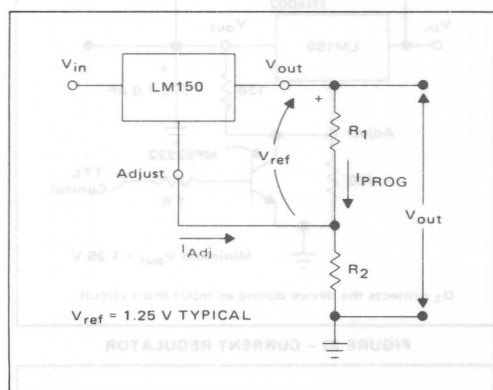 V_in
LM150
V_out
+
R_1
V_ref
Adjust
I_PROG
V_out
I_Adj
R_2
V_ref = 1.25 V TYPICAL